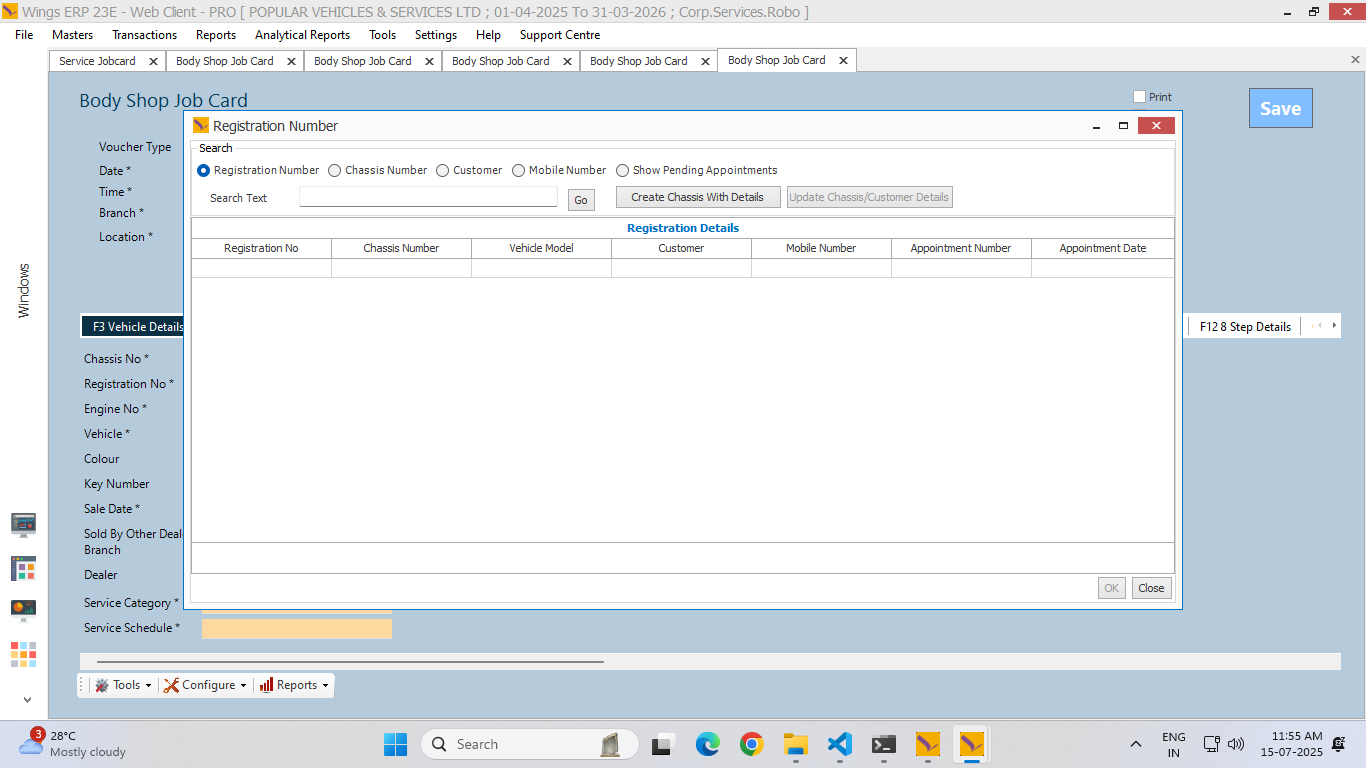 Wings ERP 23E - Web Client - PRO [ POPULAR VEHICLES & SERVICES LTD ; 01-04-2025 To 31-03-2026 ; Corp.Services.Robo ]
File Masters Transactions Reports Analytical Reports Tools Settings Help Support Centre
Service Jobcard Body Shop Job Card Body Shop Job Card Body Shop Job Card Body Shop Job Card Body Shop Job Card
Body Shop Job Card
Print
Save
Registration Number
Search
Voucher Type
Date *
Time *
Branch *
Location *
Registration Number Chassis Number Customer Mobile Number Show Pending Appointments
Search Text Go Create Chassis With Details Update Chassis/Customer Details
Registration Details
Registration No Chassis Number Vehicle Model Customer Mobile Number Appointment Number Appointment Date
Windows
F3 Vehicle Details
F12 8 Step Details
Chassis No *
Registration No *
Engine No *
Vehicle *
Colour
Key Number
Sale Date *
Sold By Other Deal
Branch
Dealer
OK Close
Service Category *
Service Schedule *
Tools Configure Reports
3
28°C
Mostly cloudy
Search
ENG
IN
11:55 AM
15-07-2025